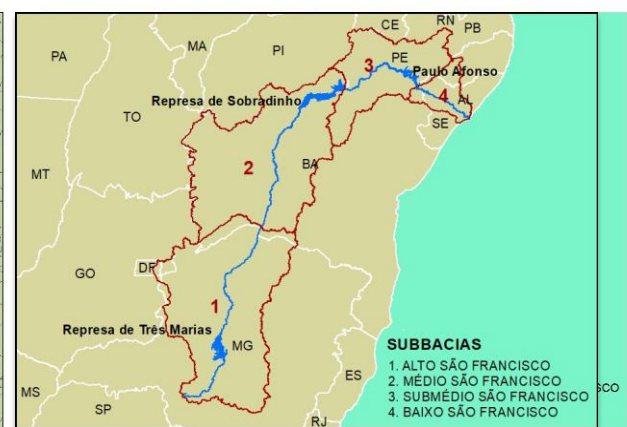 CE
RN
PB
MA
PI
PA
PE
3
Paulo Afonso
Represa de Sobradinho
4
AL
TO
SE
2
BA
MT
DF
GO
1
Represa de Três Marias
MG
SUBBACIAS
1. ALTO SÃO FRANCISCO
ES
2. MÉDIO SÃO FRANCISCO
MS
3. SUBMÉDIO SÃO FRANCISCO
SCO
SP
4. BAIXO SÃO FRANCISCO
RJ